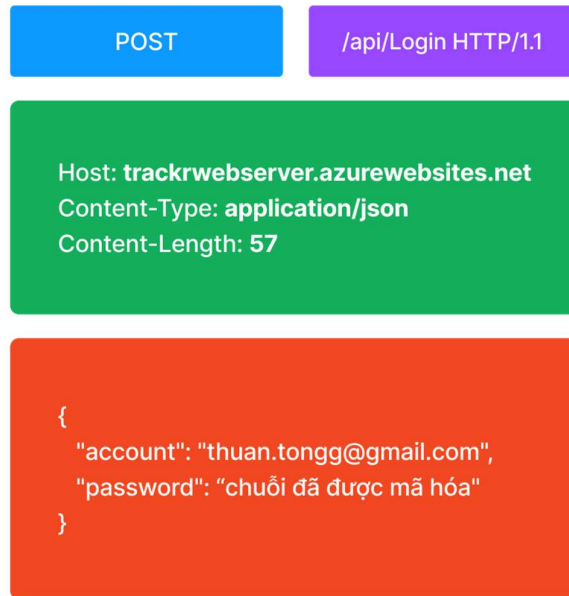 POST
/api/Login HTTP/1.1
Host: trackrwebserver.azurewebsites.net
Content-Type: application/json
Content-Length: 57
{
"account": "thuan.tongg@gmail.com",
"password": “chuỗi đã được mã hóa"
}